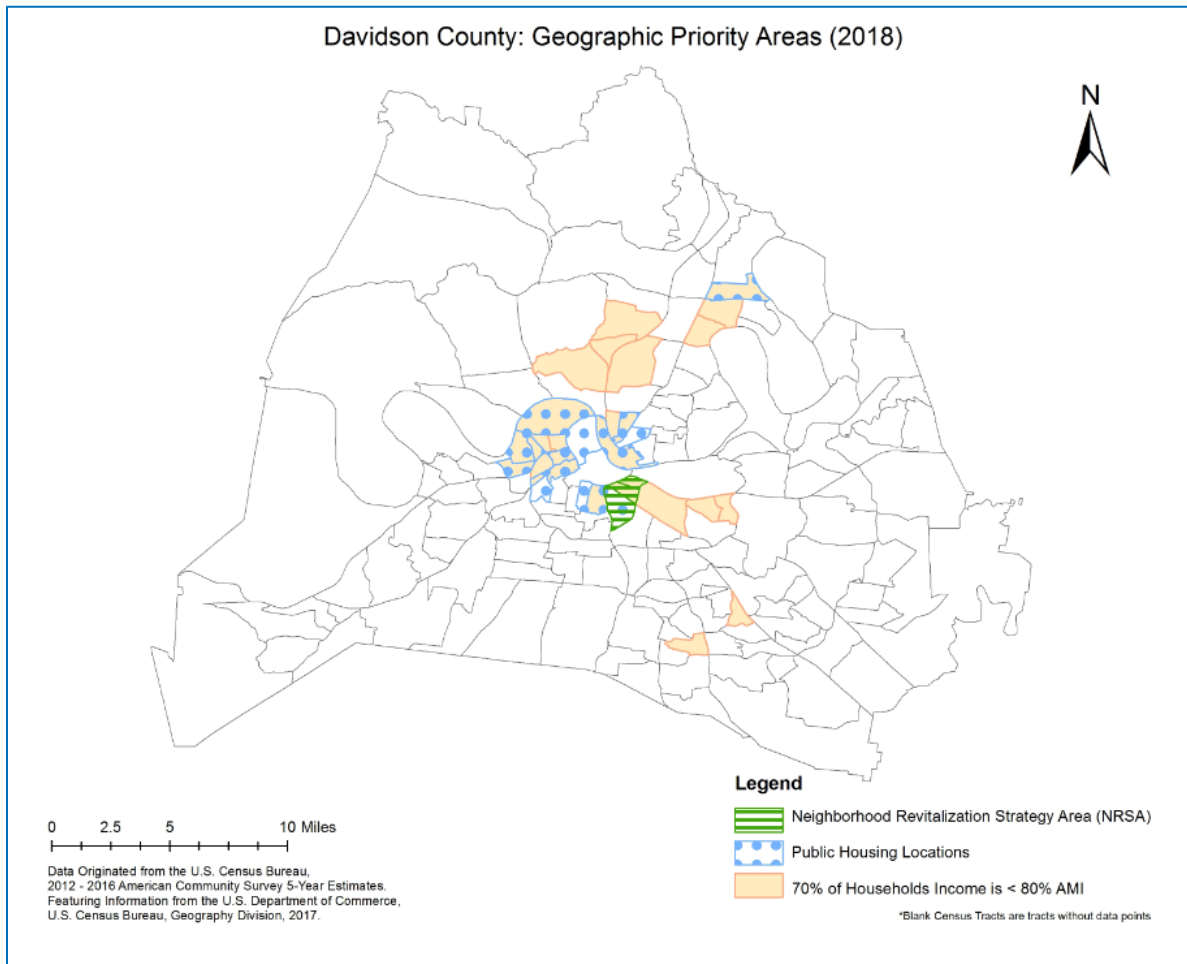 Davidson County: Geographic Priority Areas (2018)
N
Legend
Neighborhood Revitalization Strategy Area (NRSA)
Public Housing Locations
70% of Households Income is < 80% AMI
*Blank Census Tracts are tracts without data points
0 2.5 5 10 Miles
Data Originated from the U.S. Census Bureau,
2012 - 2016 American Community Survey 5-Year Estimates.
Featuring Information from the U.S. Department of Commerce,
U.S. Census Bureau, Geography Division, 2017.